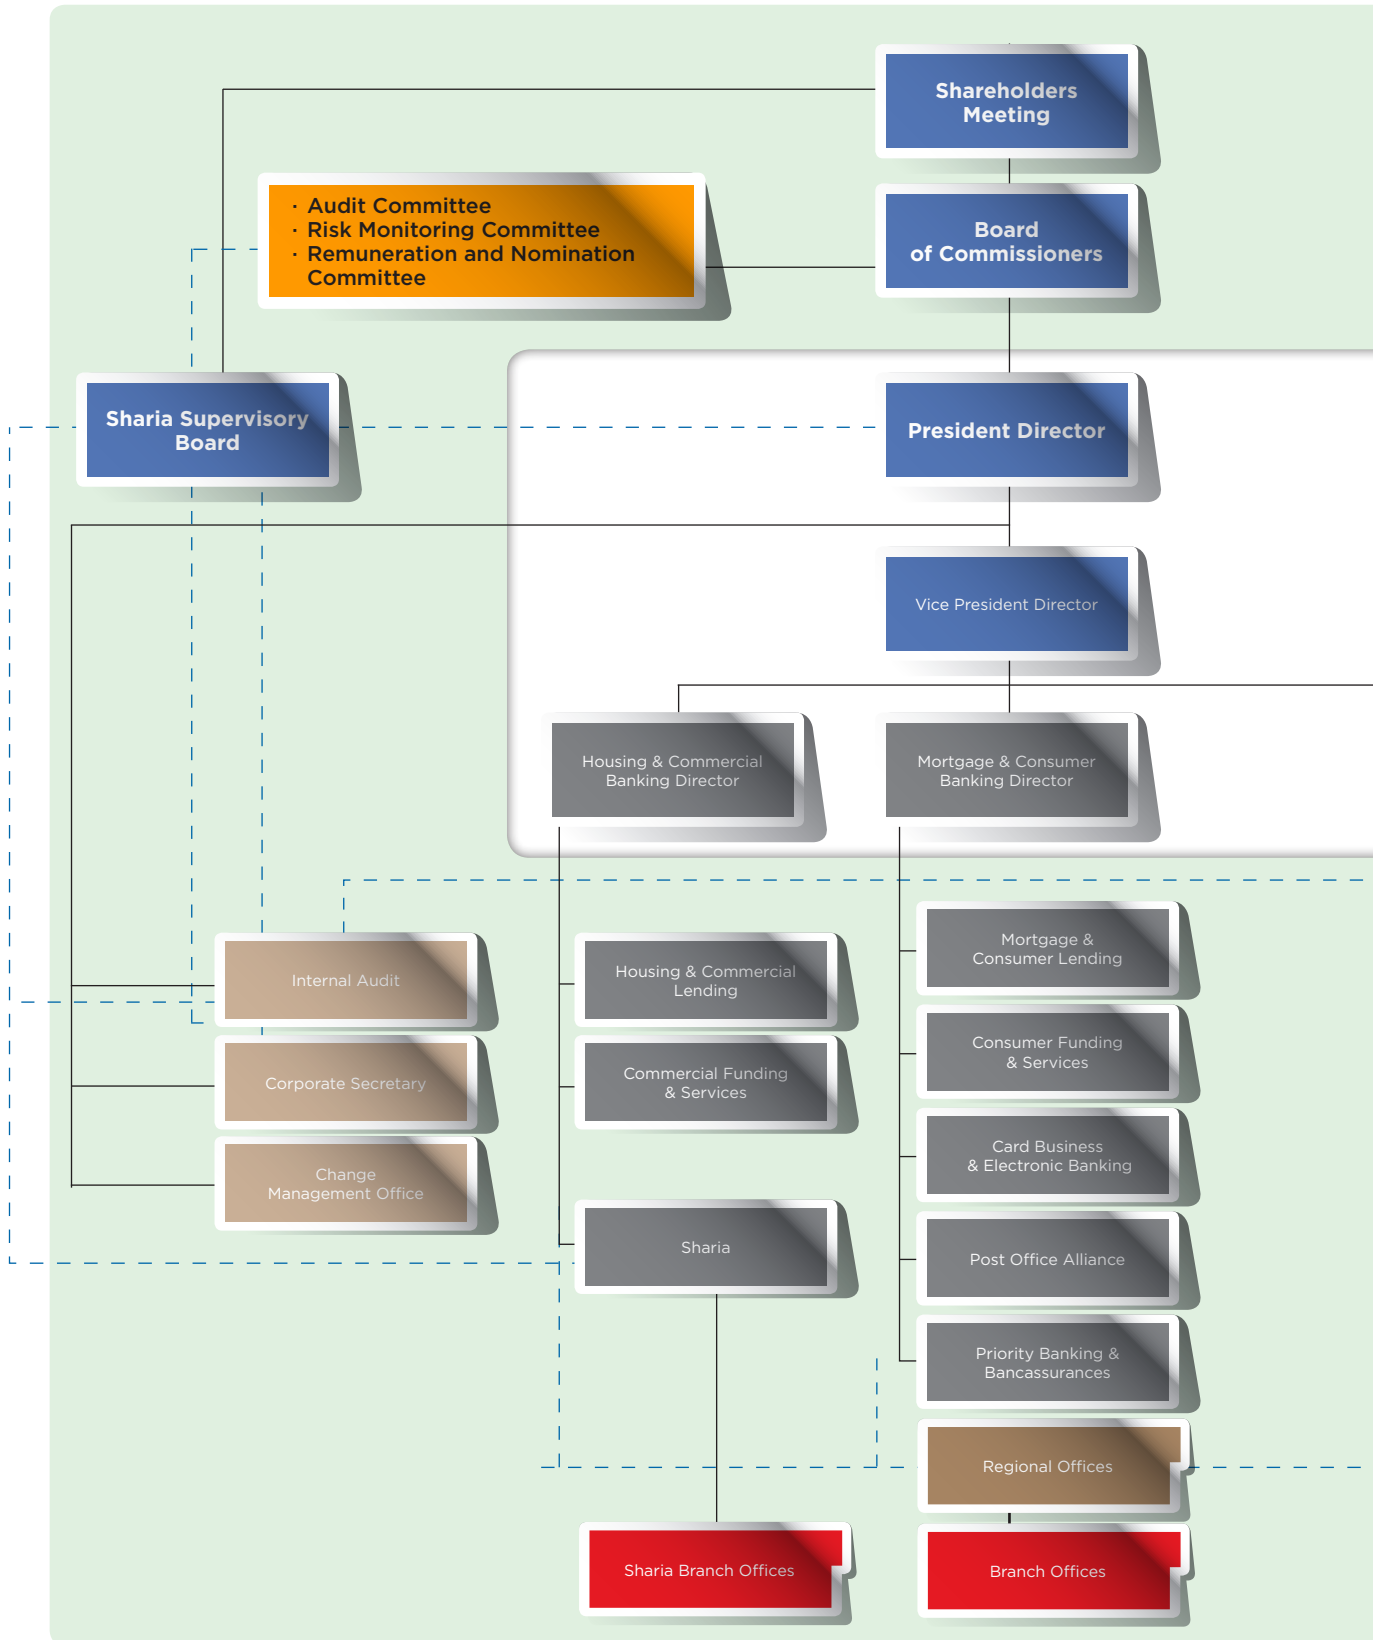 Shareholders
Meeting
· Audit Committee
· Risk Monitoring Committee
· Remuneration and Nomination
Committee
Board
of Commissioners
Sharia Supervisory
Board
President Director
Vice President Director
Housing & Commercial
Banking Director
Mortgage & Consumer
Banking Director
Internal Audit
Corporate Secretary
Change
Management Office
Housing & Commercial
Lending
Commercial Funding
& Services
Sharia
Mortgage &
Consumer Lending
Consumer Funding
& Services
Card Business
& Electronic Banking
Post Office Alliance
Priority Banking &
Bancassurances
Regional Offices
Sharia Branch Offices
Branch Offices